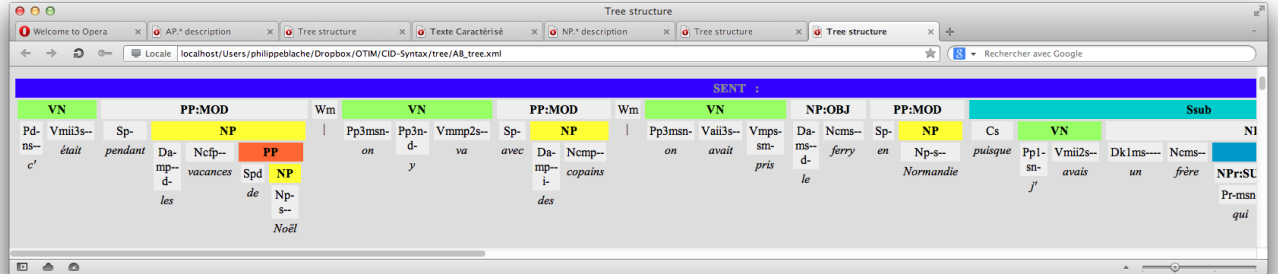 Tree structure
Welcome to Opera × AP.* description × Tree structure × Texte Caractérisé × NP.* description × Tree structure × Tree structure × +
Locale localhost/Users/philippeblache/Dropbox/OTIM/CID-Syntax/tree/AB_tree.xml Rechercher avec Google
SENT :
VN PP:MOD Wm VN PP:MOD Wm VN NP:OBJ PP:MOD Ssub
Pd-ns-- Vmii3s-- Sp- NP | Pp3msn- Pp3n-d- Vmmp2s-- Sp- NP | Pp3msn- Vaii3s-- Vmps-sm- Da-ms--d- Ncms-- Sp- NP Cs VN
c' était pendant Da-mp--d- Ncfp-- PP on y va avec Da-mp--i- Ncmp-- on avait pris le ferry en Np-s--- puisque Pp1-sn- Vmii2s-- Dk1ms---- Ncms--
les vacances Spd NP des copains Normandie j' avais un frère NPr:SU
de Np-s-- Pr-msn
Noël qui